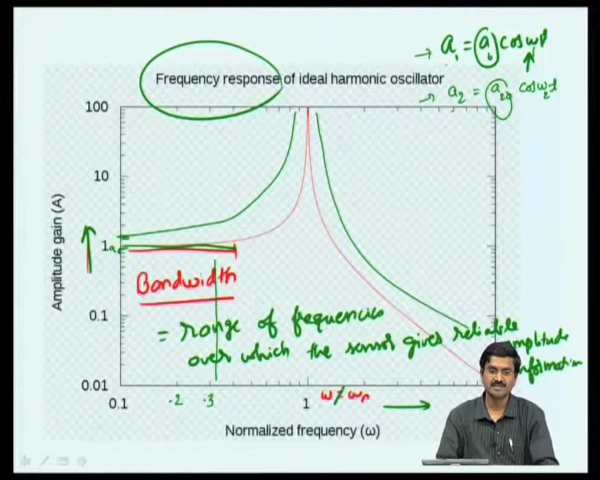 → a₁ = a₀ cos ωt
Frequency response of ideal harmonic oscillator
→ a₂ = a₂₀ cos ω₂t
100
10
1
0.1
0.01
Amplitude gain (A)
Bandwidth
= range of frequencies
over which the sensor gives reliable
amplitude
information
0.1
.2
.3
1
Normalized frequency (ω)